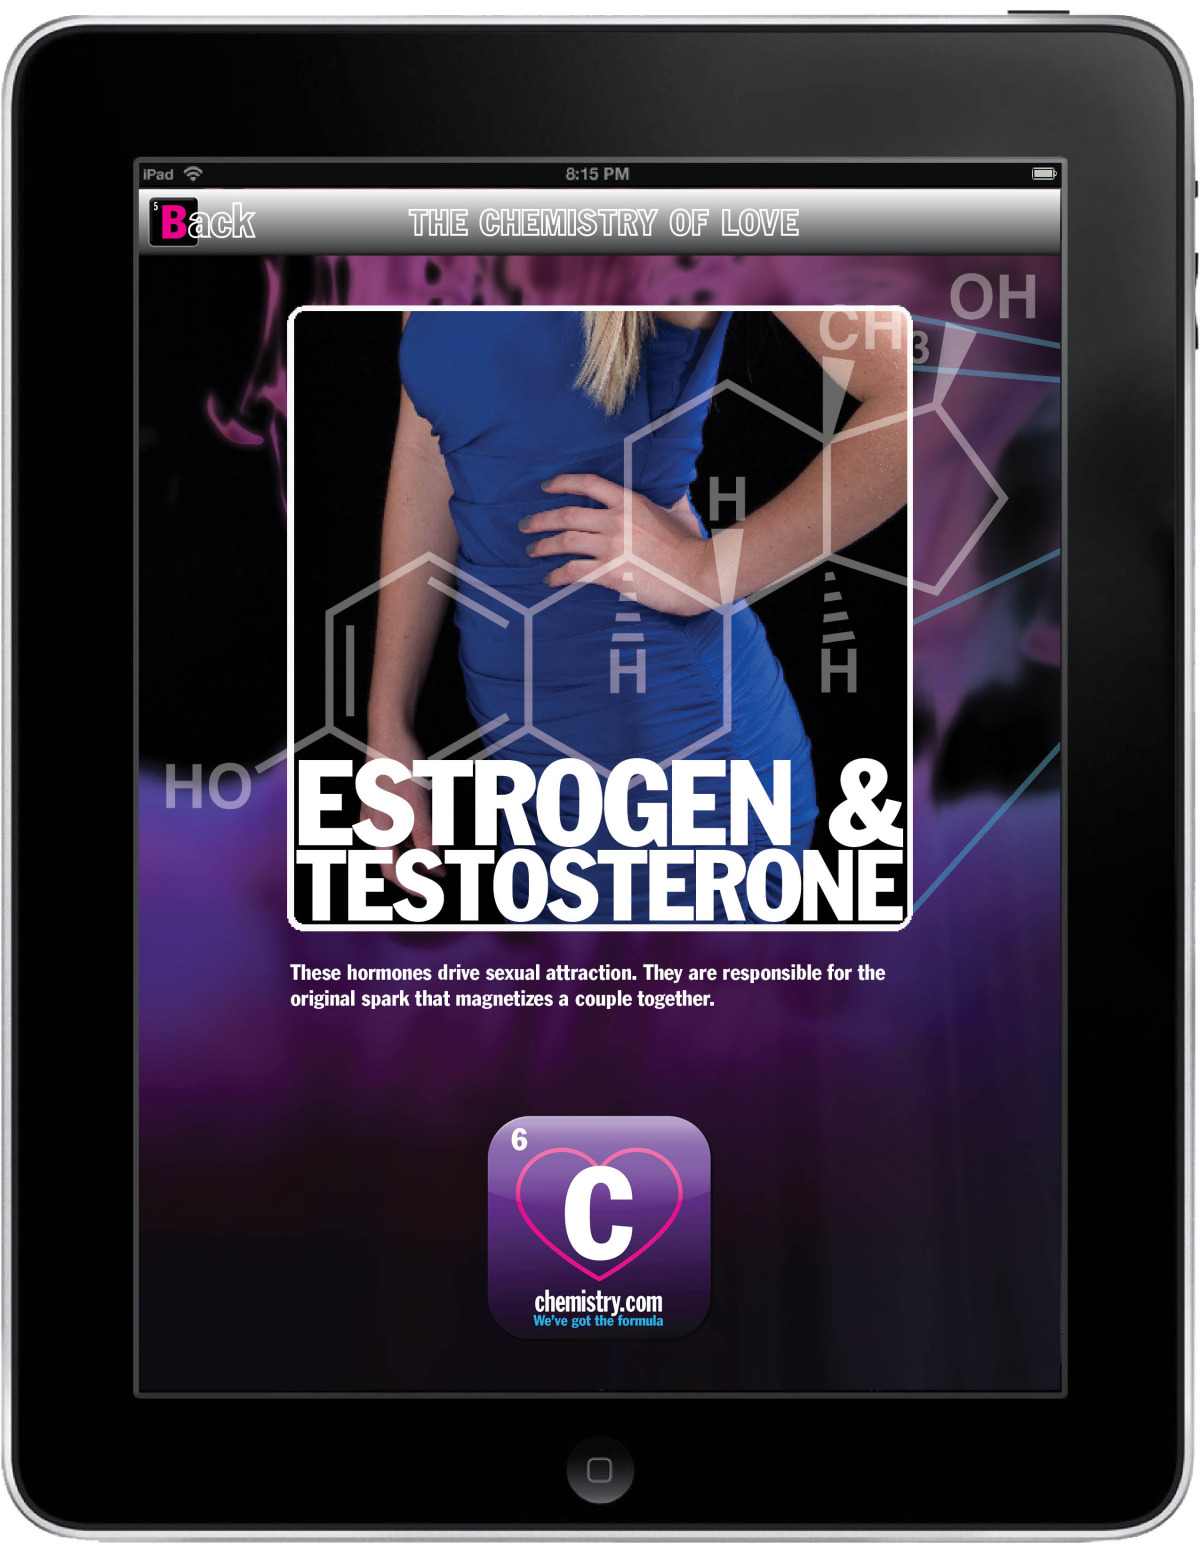 iPad
8:15 PM
5
Back
THE CHEMISTRY OF LOVE
OH
CH3
H
H
H
HO
ESTROGEN &
TESTOSTERONE
These hormones drive sexual attraction. They are responsible for the
original spark that magnetizes a couple together.
6
C
chemistry.com
We've got the formula